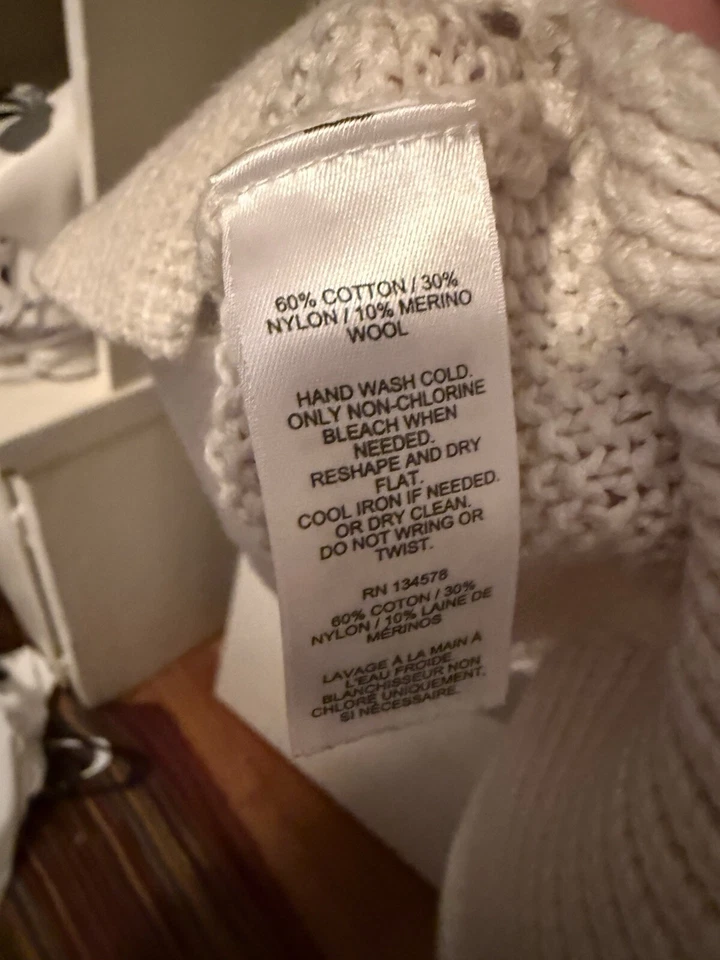 60% COTTON / 30%
NYLON / 10% MERINO
WOOL
HAND WASH COLD.
ONLY NON-CHLORINE
BLEACH WHEN
NEEDED.
RESHAPE AND DRY
FLAT.
COOL IRON IF NEEDED.
OR DRY CLEAN.
DO NOT WRING OR
TWIST.
RN 134578
60% COTON / 30%
NYLON / 10% LAINE DE
MÉRINOS
LAVAGE À LA MAIN À
L'EAU FROIDE
BLANCHISSEUR NON
CHLORÉ UNIQUEMENT,
SI NÉCESSAIRE.